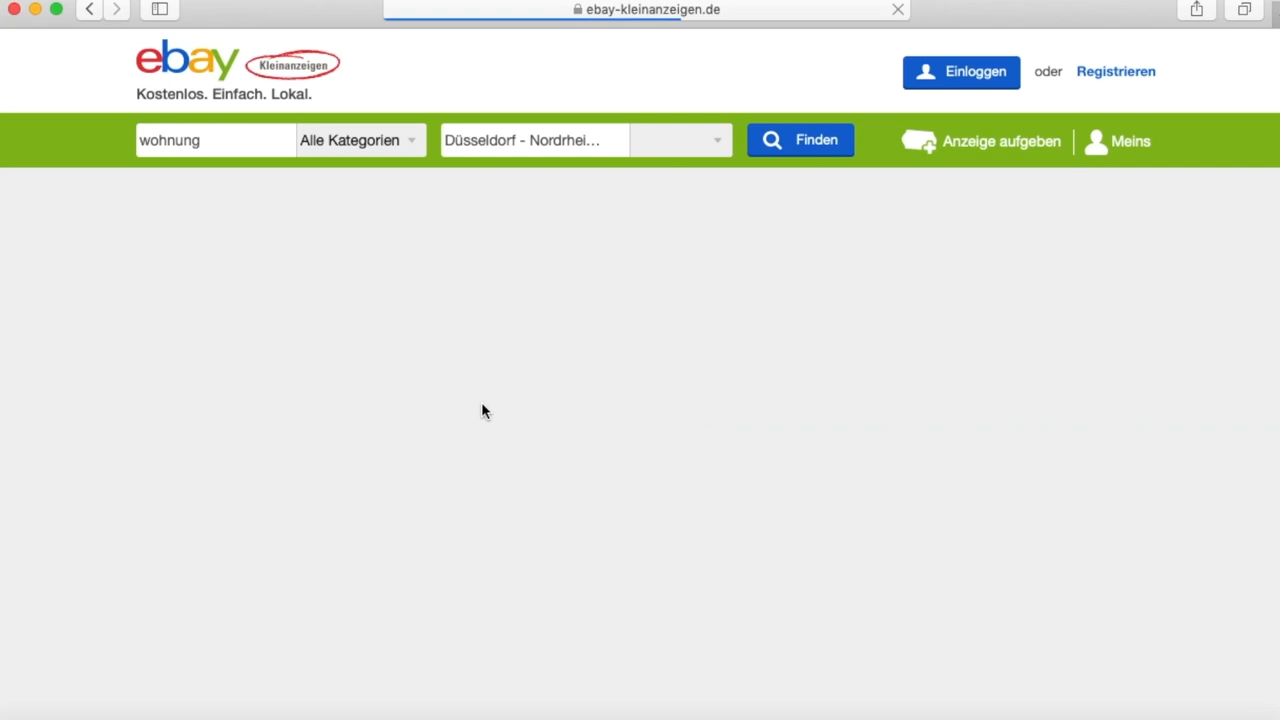 ebay-kleinanzeigen.de
ebay Kleinanzeigen
Kostenlos. Einfach. Lokal.
Einloggen oder Registrieren
wohnung Alle Kategorien Düsseldorf - Nordrhei... Finden Anzeige aufgeben Meins